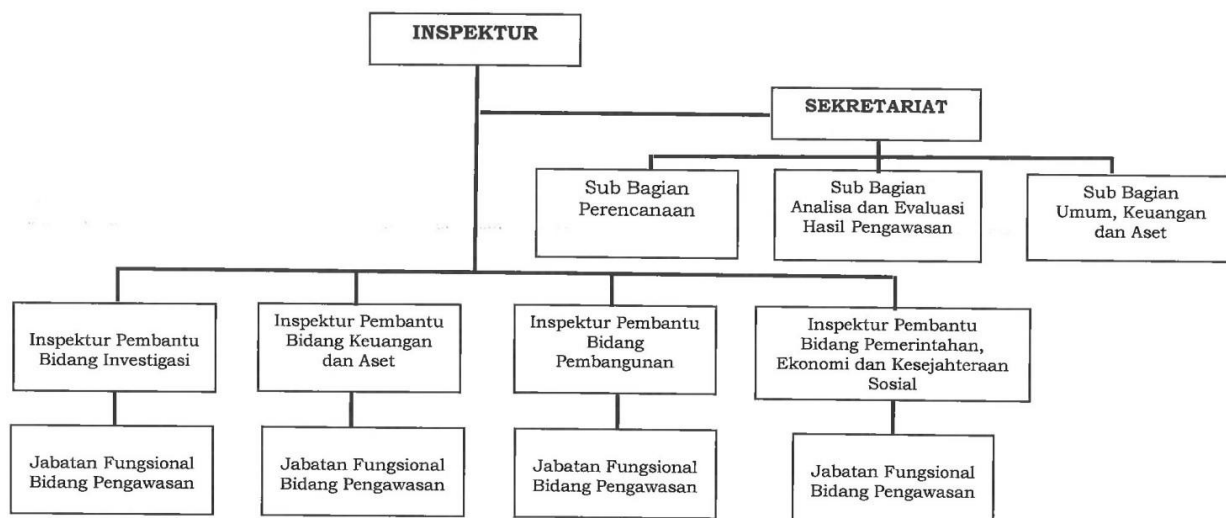 INSPEKTUR
SEKRETARIAT
Sub Bagian
Perencanaan
Sub Bagian
Analisa dan Evaluasi
Hasil Pengawasan
Sub Bagian
Umum, Keuangan
dan Aset
Inspektur Pembantu
Bidang Investigasi
Inspektur Pembantu
Bidang Keuangan
dan Aset
Inspektur Pembantu
Bidang
Pembangunan
Inspektur Pembantu
Bidang Pemerintahan,
Ekonomi dan Kesejahteraan
Sosial
Jabatan Fungsional
Bidang Pengawasan
Jabatan Fungsional
Bidang Pengawasan
Jabatan Fungsional
Bidang Pengawasan
Jabatan Fungsional
Bidang Pengawasan